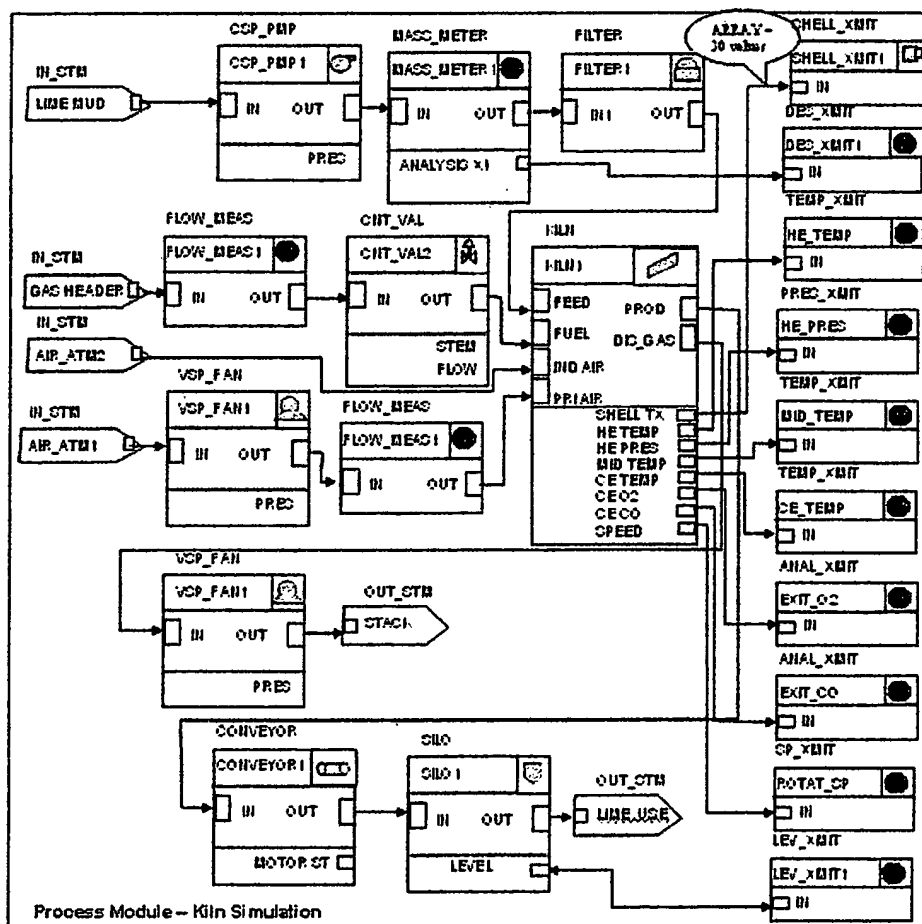 CSP_PMP
CSP_PMP1
IN
OUT
PRES
MASS_METER
MASS_METER1
IN
OUT
ANALYSIS X1
FILTER
FILTER1
IN1
OUT
ARRAY -
30 values
SHELL_XMIT
SHELL_XMIT1
IN
IN_STM
LIME MUD
DES_XMIT
DES_XMIT1
IN
FLOW_MEAS
FLOW_MEAS1
IN
OUT
CNT_VAL
CNT_VAL2
IN
OUT
STEM
FLOW
KILN
KILN1
FEED
FUEL
IND AIR
PRI AIR
PROD
DIS_GAS
SHELL TX
HE TEMP
HE PRES
MID TEMP
CE TEMP
CE O2
CE CO
SPEED
TEMP_XMIT
HE_TEMP
IN
IN_STM
GAS HEADER
IN_STM
AIR_ATM2
PRES_XMIT
HE_PRES
IN
VSP_FAN
VSP_FAN1
IN
OUT
PRES
FLOW_MEAS
FLOW_MEAS1
IN
OUT
IN_STM
AIR_ATM1
TEMP_XMIT
MID_TEMP
IN
TEMP_XMIT
CE_TEMP
IN
VSP_FAN
VSP_FAN1
IN
OUT
PRES
OUT_STM
STACK
ANAL_XMIT
EXIT_O2
IN
ANAL_XMIT
EXIT_CO
IN
CONVEYOR
CONVEYOR1
IN
OUT
MOTOR ST
SILO
SILO1
IN
OUT
LEVEL
OUT_STM
LIME USE
SP_XMIT
ROTAT_SP
IN
LEV_XMIT
LEV_XMIT1
IN
Process Module – Kiln Simulation